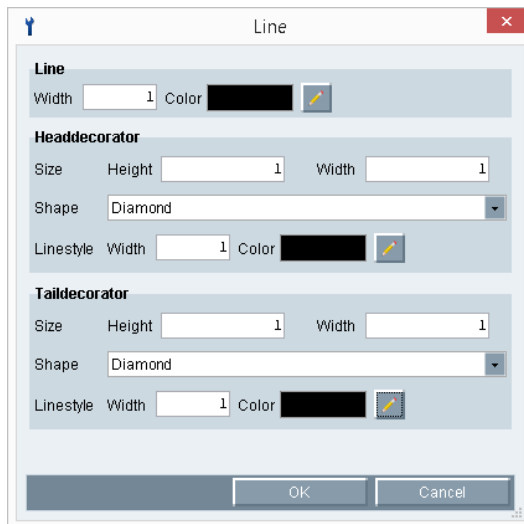 Line
Line
Width 1 Color
Headdecorator
Size Height 1 Width 1
Shape Diamond
Linestyle Width 1 Color
Taildecorator
Size Height 1 Width 1
Shape Diamond
Linestyle Width 1 Color
OK Cancel